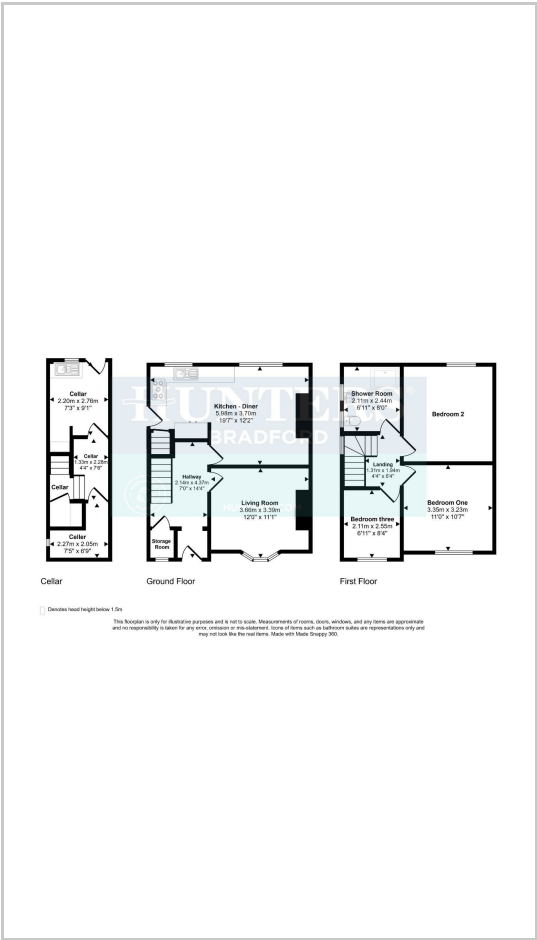 Cellar
2.20m x 2.76m
7'3" x 9'1"
Cellar
1.33m x 2.28m
4'4" x 7'6"
Cellar
Celler
2.27m x 2.05m
7'5" x 6'9"
Cellar
HUNTERS
BRADFORD
Kitchen - Diner
5.98m x 3.70m
19'7" x 12'2"
Hallway
2.14m x 4.37m
7'0" x 14'4"
Living Room
3.66m x 3.39m
12'0" x 11'1"
Storage
Room
Ground Floor
Shower Room
2.11m x 2.44m
6'11" x 8'0"
Bedroom 2
Landing
1.31m x 1.94m
4'4" x 6'4"
Bedroom three
2.11m x 2.55m
6'11" x 8'4"
Bedroom One
3.35m x 3.23m
11'0" x 10'7"
First Floor
Denotes head height below 1.5m
This floorplan is only for illustrative purposes and is not to scale. Measurements of rooms, doors, windows, and any items are approximate
and no responsibility is taken for any error, omission or mis-statement. Icons of items such as bathroom suites are representations only and
may not look like the real items. Made with Made Snappy 360.